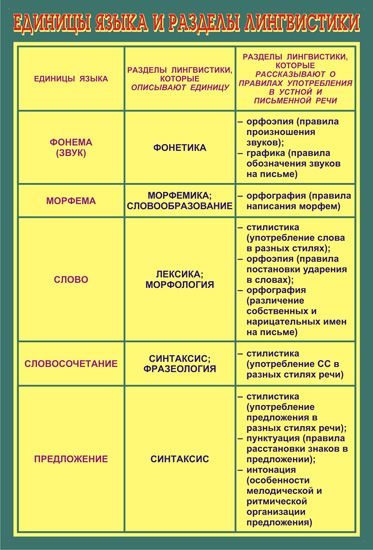 ЕДИНИЦЫ ЯЗЫКА И РАЗДЕЛЫ ЛИНГВИСТИКИ
ЕДИНИЦЫ ЯЗЫКА
РАЗДЕЛЫ ЛИНГВИСТИКИ,
КОТОРЫЕ
ОПИСЫВАЮТ ЕДИНИЦУ
РАЗДЕЛЫ ЛИНГВИСТИКИ,
КОТОРЫЕ
РАССКАЗЫВАЮТ О
ПРАВИЛАХ УПОТРЕБЛЕНИЯ
В УСТНОЙ И
ПИСЬМЕННОЙ РЕЧИ
ФОНЕМА
(ЗВУК)
ФОНЕТИКА
– орфоэпия (правила
произношения
звуков);
– графика (правила
обозначения звуков
на письме)
МОРФЕМА
МОРФЕМИКА;
СЛОВООБРАЗОВАНИЕ
– орфография (правила
написания морфем)
СЛОВО
ЛЕКСИКА;
МОРФОЛОГИЯ
– стилистика
(употребление слова
в разных стилях);
– орфоэпия (правила
постановки ударения
в словах);
– орфография
(различение
собственных и
нарицательных имен
на письме)
СЛОВОСОЧЕТАНИЕ
СИНТАКСИС;
ФРАЗЕОЛОГИЯ
– стилистика
(употребление СС в
разных стилях речи)
ПРЕДЛОЖЕНИЕ
СИНТАКСИС
– стилистика
(употребление
предложения в
разных стилях речи);
– пунктуация (правила
расстановки знаков в
предложении);
– интонация
(особенности
мелодической и
ритмической
организации
предложения)